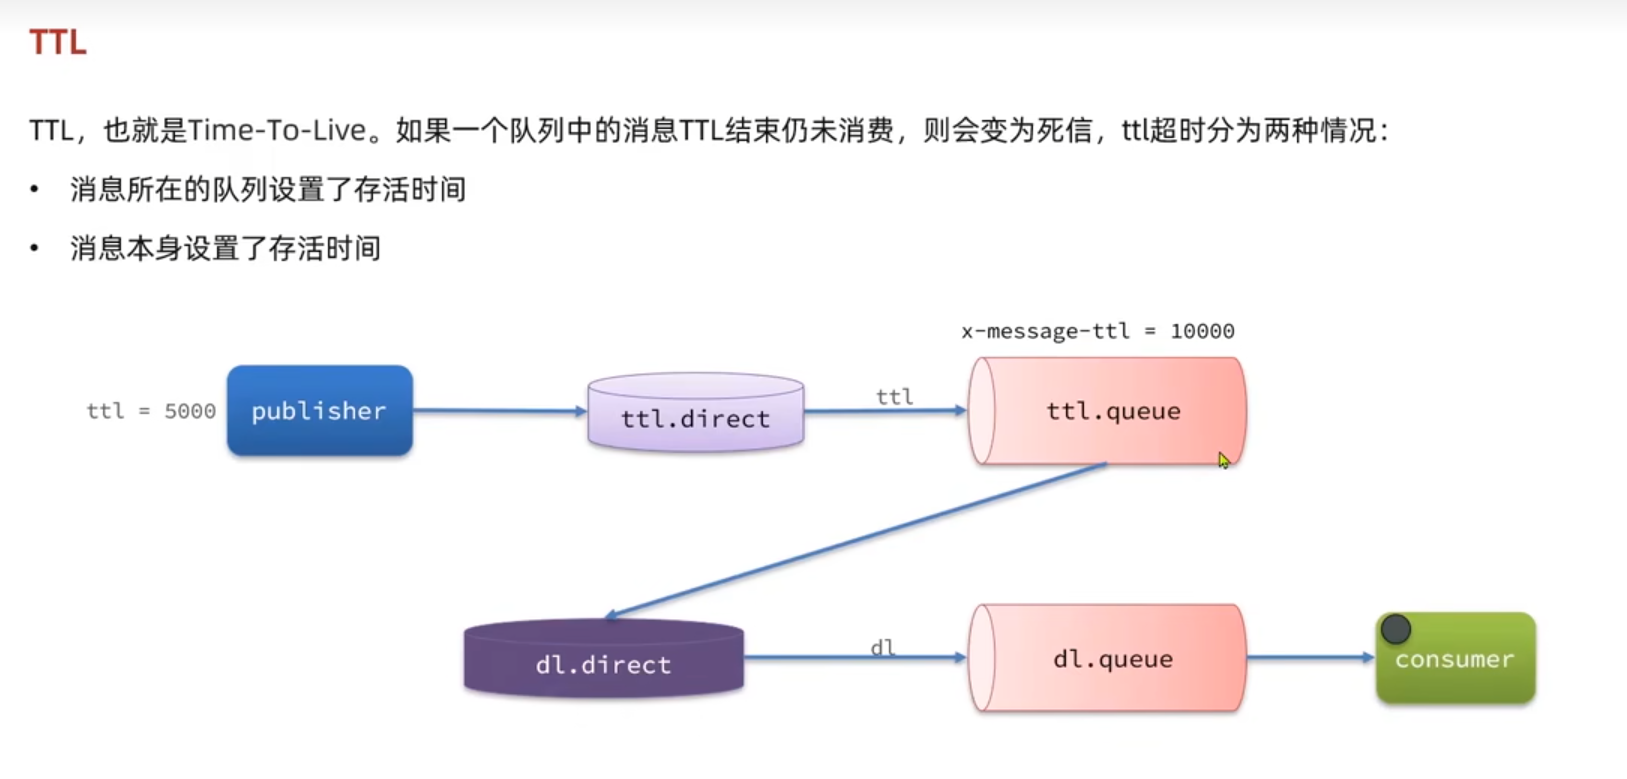 TTL
TTL，也就是Time-To-Live。如果一个队列中的消息TTL结束仍未消费，则会变为死信，ttl超时分为两种情况：
• 消息所在的队列设置了存活时间
• 消息本身设置了存活时间
x-message-ttl = 10000
ttl = 5000
publisher
ttl.direct
ttl
ttl.queue
dl.direct
dl
dl.queue
consumer